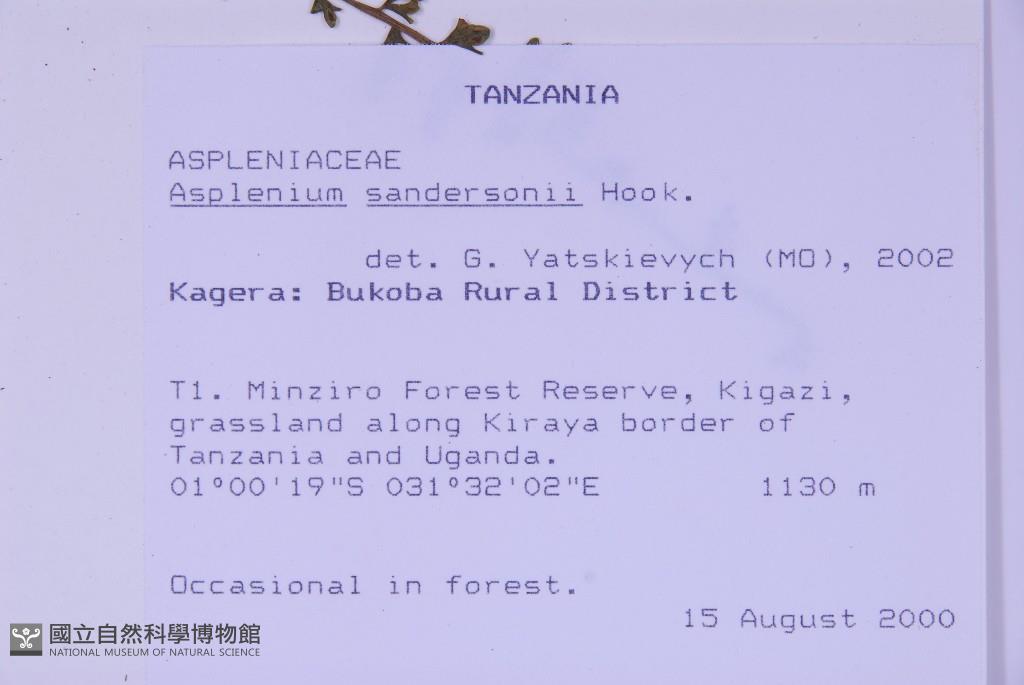 TANZANIA
ASPLENIACEAE
Asplenium sandersonii Hook.
det. G. Yatskievych (MO), 2002
Kagera: Bukoba Rural District
T1. Minziro Forest Reserve, Kigazi,
grassland along Kiraya border of
Tanzania and Uganda.
01°00'19"S 031°32'02"E 1130 m
Occasional in forest.
15 August 2000
國立自然科學博物館
NATIONAL MUSEUM OF NATURAL SCIENCE